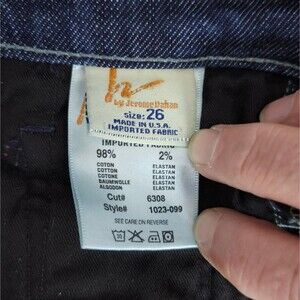 by Jerome Dahan
size: 26
MADE IN U.S.A.
IMPORTED FABRIC
IMPORTED FABRIC
98% 2%
COTON ELASTAN
COTTON ELASTAN
COTONE ELASTAN
BAUMWOLLE ELASTAN
ALGODON ELASTAN
Cut# 6308
Style# 1023-099
SEE CARE ON REVERSE